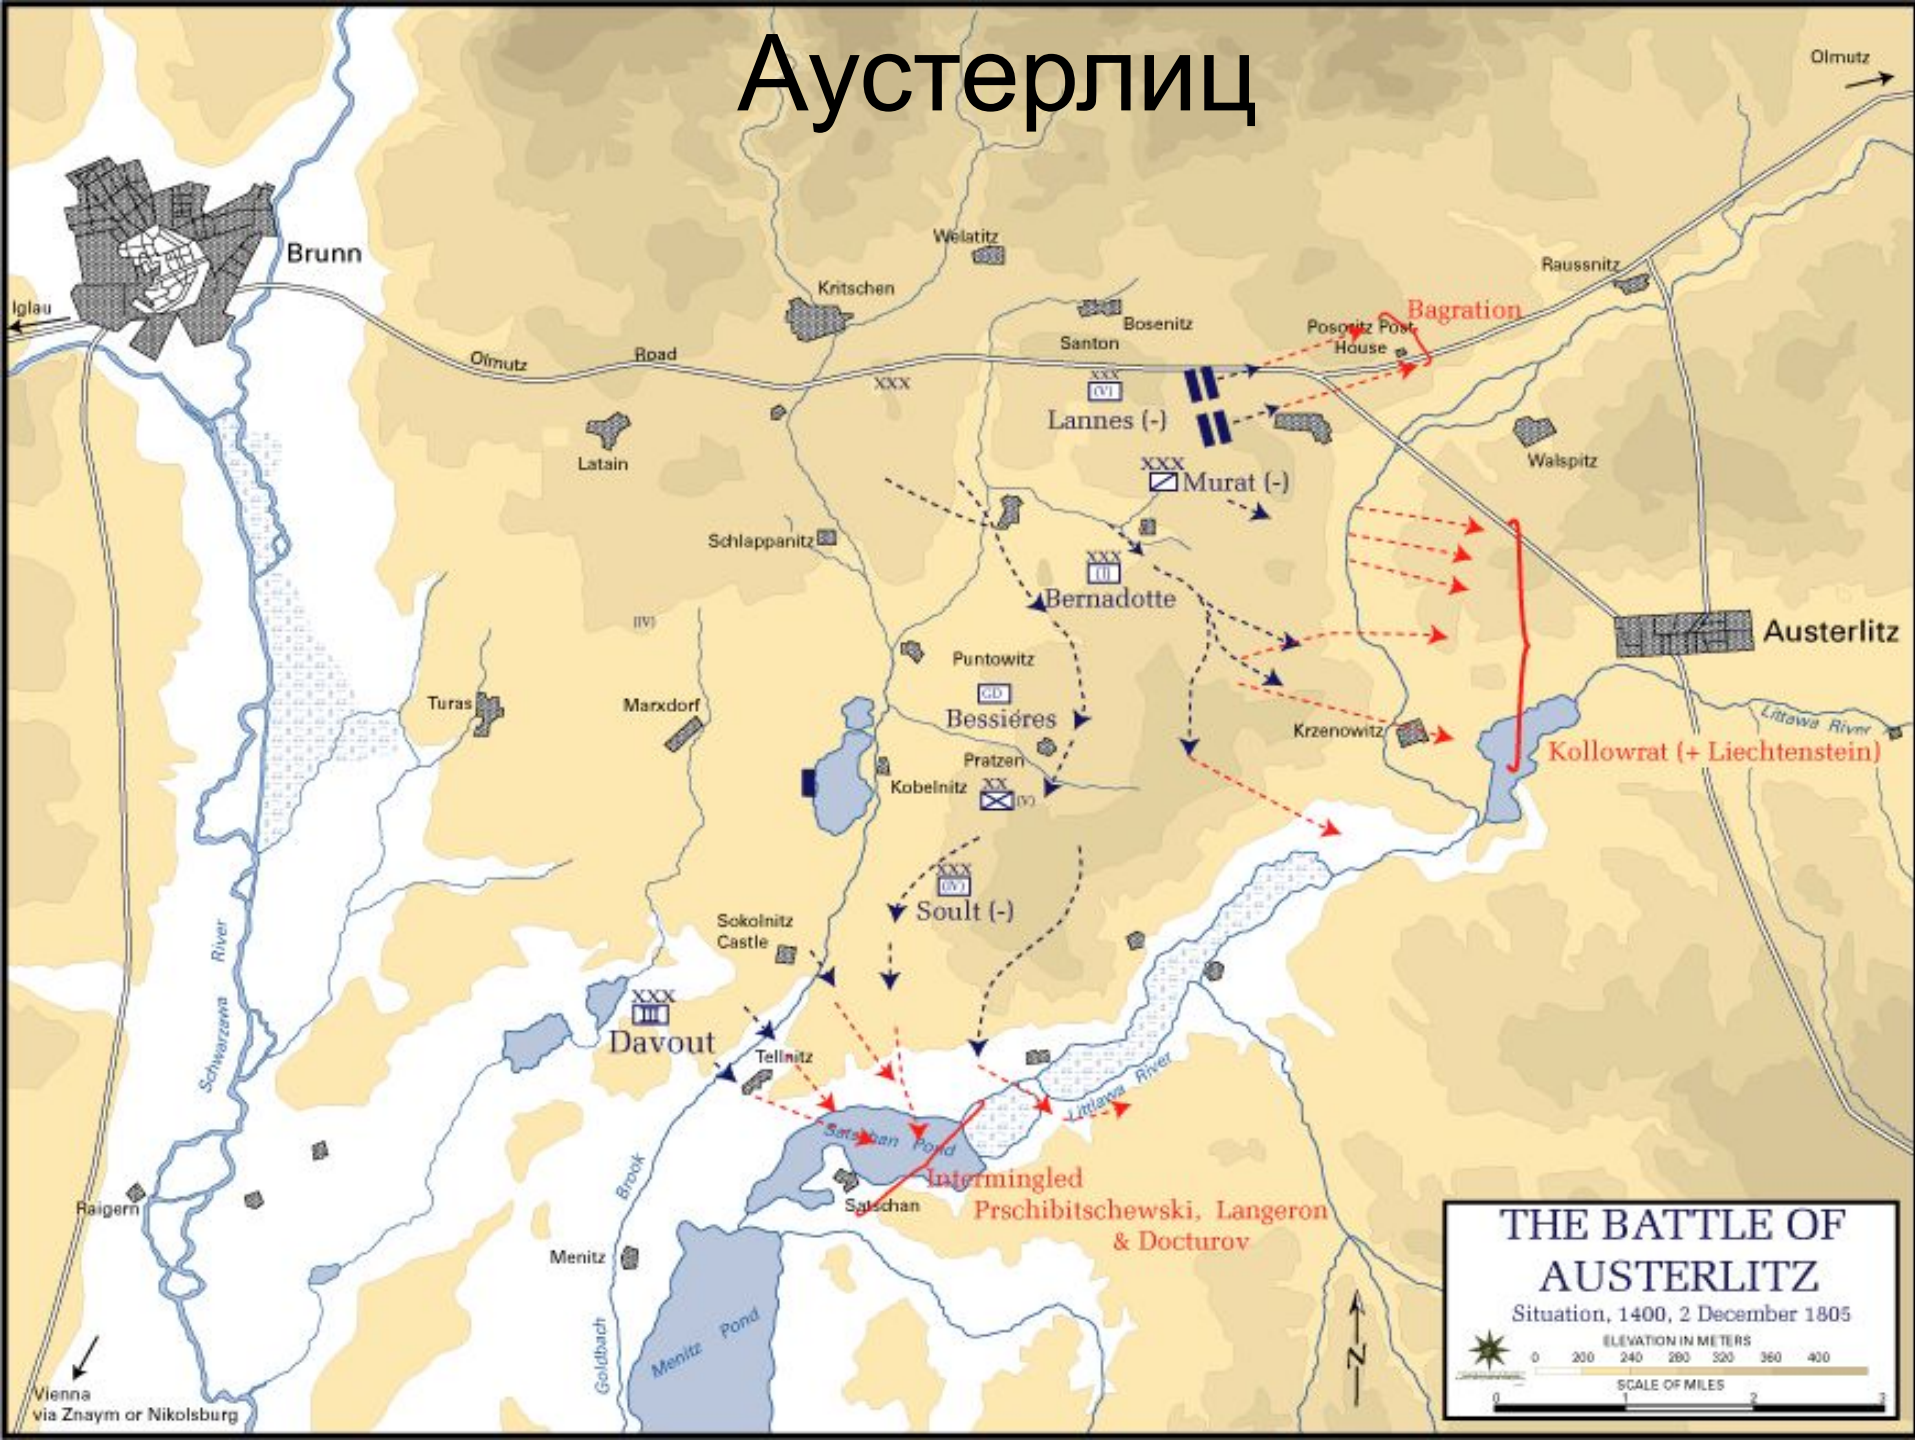 Аустерлиц
Olmutz
Brunn
Welatitz
Raussnitz
Iglau
Kritschen
Bagration
Bosenitz
Posoritz Post
House
Santon
Olmutz
Road
XXX
XXX
(V)
Lannes (-)
Latain
Walspitz
XXX
Murat (-)
Schlappanitz
XXX
(I)
Bernadotte
(IV)
Austerlitz
Puntowitz
GD
Bessiéres
Turas
Marxdorf
Krzenowitz
Littawa River
Kollowrat (+ Liechtenstein)
Pratzen
Kobelnitz
XX
(V)
XXX
(IV)
Soult (-)
Sokolnitz
Castle
Schwarzawa River
XXX
III
Davout
Tellnitz
Littlawa River
Satschan Pond
Intermingled
Prschibitschewski, Langeron
& Docturov
Satschan
Raigern
Menitz
Goldbach Brook
Menitz Pond
N
Vienna
via Znaym or Nikolsburg
THE BATTLE OF
AUSTERLITZ
Situation, 1400, 2 December 1805
ELEVATION IN METERS
0 200 240 280 320 360 400
SCALE OF MILES
0 1 2 3